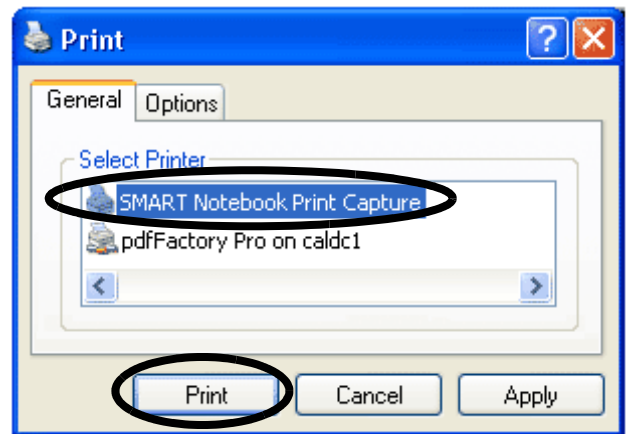 Print
General Options
Select Printer
SMART Notebook Print Capture
pdfFactory Pro on caldc1
Print Cancel Apply